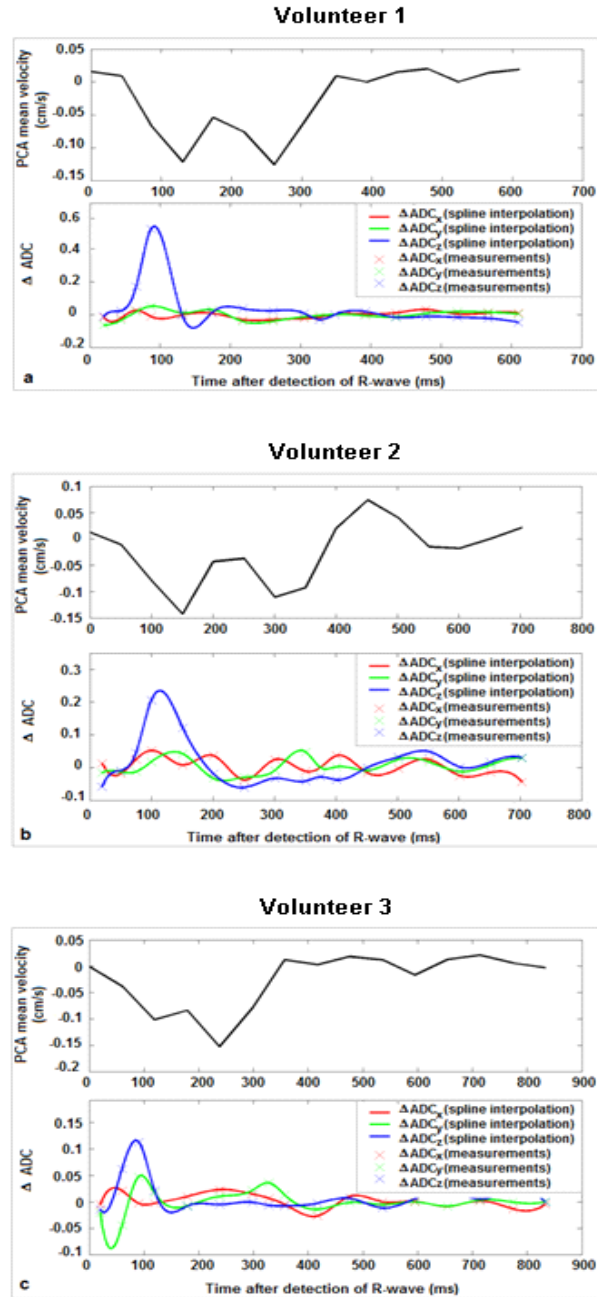 Volunteer 1
PCA mean velocity
(cm/s)
0.05
0
-0.05
-0.10
-0.15
0 100 200 300 400 500 600 700
Δ ADC
0.6
0.4
0.2
0
-0.2
ΔADCx(spline interpolation)
ΔADCy(spline interpolation)
ΔADCz(spline interpolation)
ΔADCx(measurements)
ΔADCy(measurements)
ΔADCz(measurements)
0 100 200 300 400 500 600 700
a
Time after detection of R-wave (ms)
Volunteer 2
PCA mean velocity
(cm/s)
0.1
0.05
0
-0.05
-0.1
-0.15
0 100 200 300 400 500 600 700 800
Δ ADC
0.3
0.2
0.1
0
-0.1
ΔADCx(spline interpolation)
ΔADCy(spline interpolation)
ΔADCz(spline interpolation)
ΔADCx(measurements)
ΔADCy(measurements)
ΔADCz(measurements)
0 100 200 300 400 500 600 700 800
b
Time after detection of R-wave (ms)
Volunteer 3
PCA mean velocity
(cm/s)
0.05
0
-0.05
-0.1
-0.15
-0.2
0 100 200 300 400 500 600 700 800 900
Δ ADC
0.15
0.1
0.05
0
-0.05
0.1
ΔADCx(spline interpolation)
ΔADCy(spline interpolation)
ΔADCz(spline interpolation)
ΔADCx(measurements)
ΔADCy(measurements)
ΔADCz(measurements)
0 100 200 300 400 500 600 700 800 900
c
Time after detection of R-wave (ms)